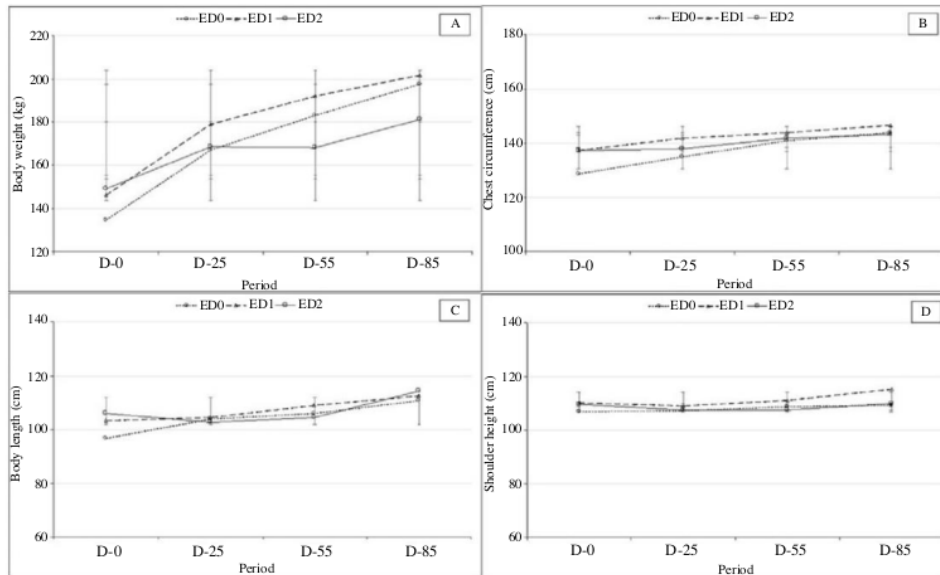 ED0 ED1 ED2
A
220
200
180
160
140
120
Body weight (kg)
D-0 D-25 D-55 D-85
Period
ED0 ED1 ED2
B
180
160
140
120
100
Chest circumference (cm)
D-0 D-25 D-55 D-85
Period
ED0 ED1 ED2
C
140
120
100
80
60
Body length (cm)
D-0 D-25 D-55 D-85
Period
ED0 ED1 ED2
D
140
120
100
80
60
Shoulder height (cm)
D-0 D-25 D-55 D-85
Period